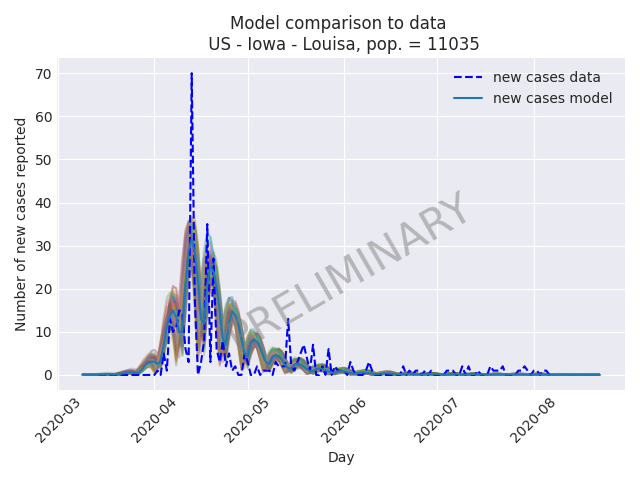 Model comparison to data
US - Iowa - Louisa, pop. = 11035
new cases data
new cases model
Number of new cases reported
70
60
50
40
30
20
10
0
PRELIMINARY
2020-03
2020-04
2020-05
2020-06
2020-07
2020-08
Day